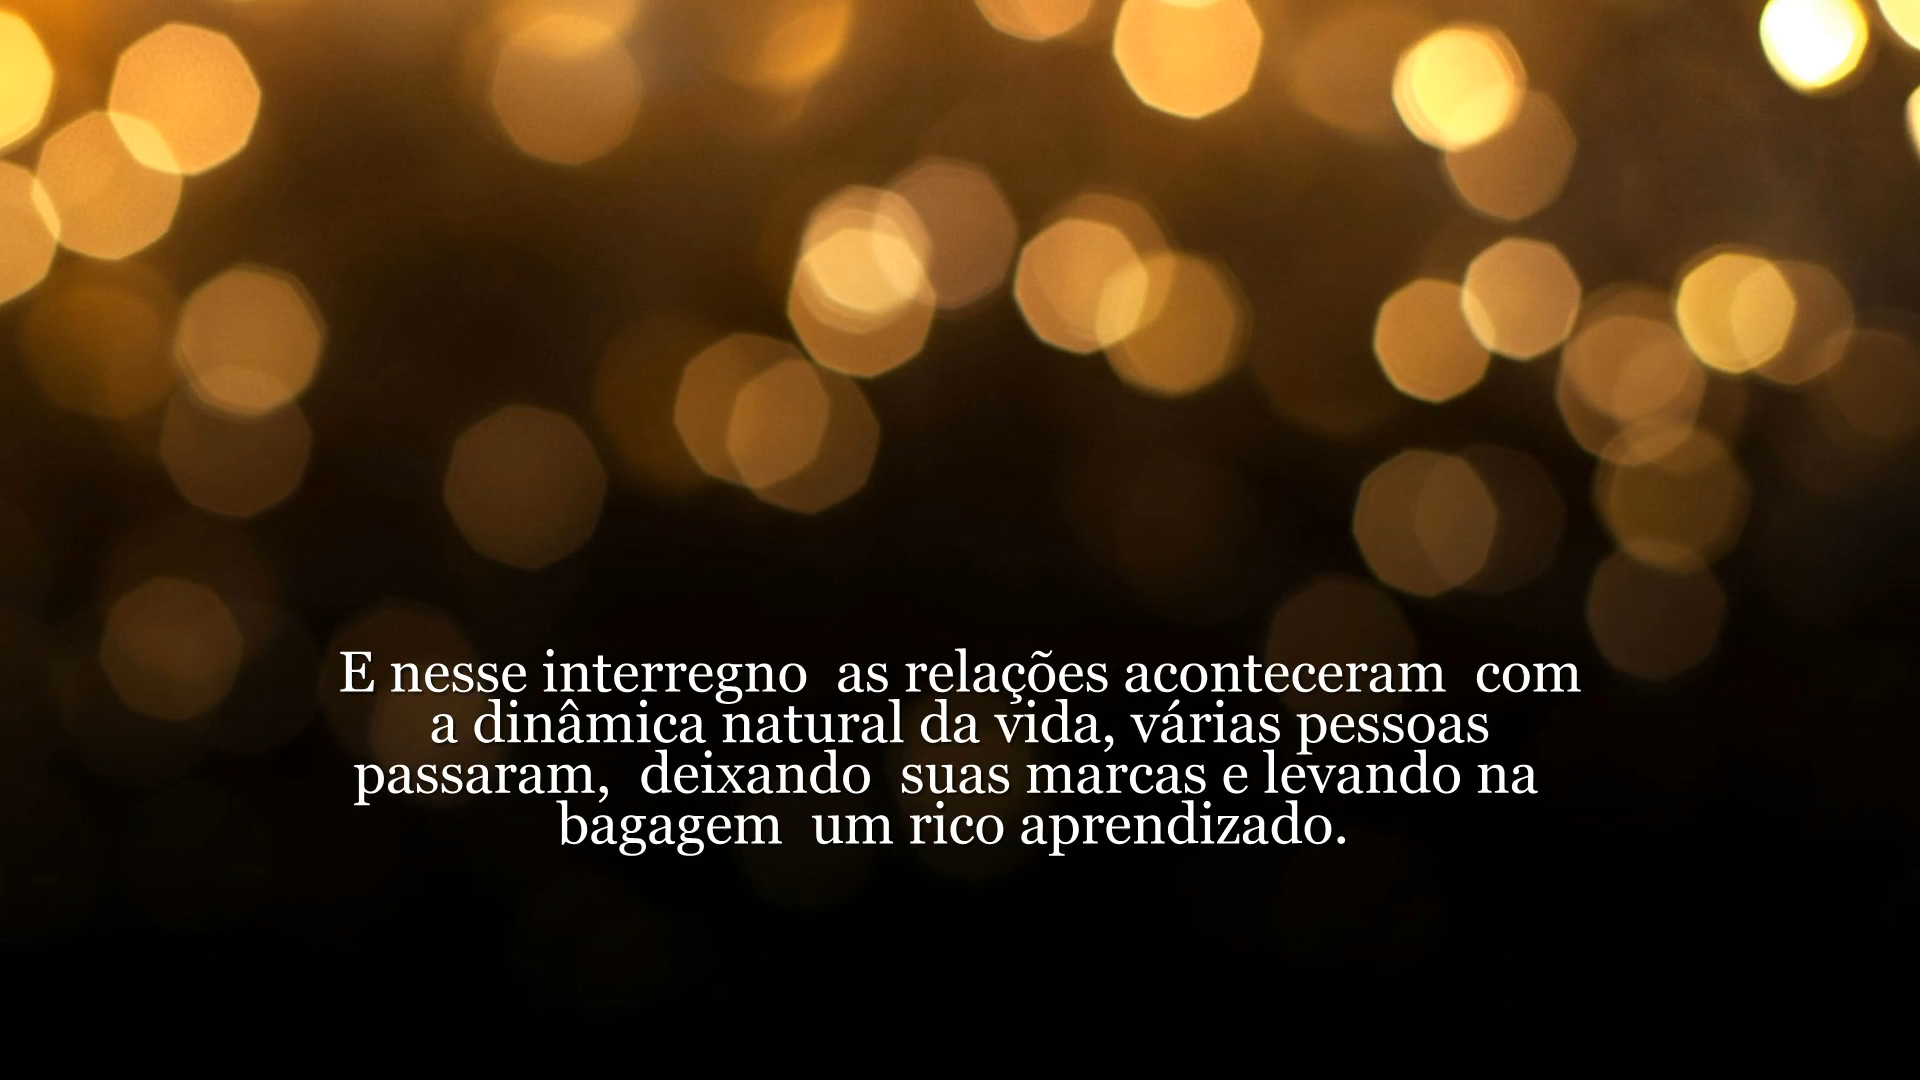 E nesse interregno  as relações aconteceram  com
a dinâmica natural da vida, várias pessoas
passaram,  deixando  suas marcas e levando na
bagagem  um rico aprendizado.